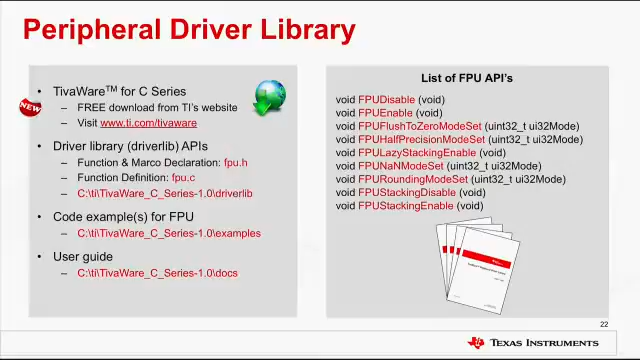 Peripheral Driver Library
• TivaWare™ for C Series
NEW
– FREE download from TI's website
– Visit www.ti.com/tivaware
• Driver library (driverlib) APIs
– Function & Marco Declaration: fpu.h
– Function Definition: fpu.c
– C:\ti\TivaWare_C_Series-1.0\driverlib
• Code example(s) for FPU
– C:\ti\TivaWare_C_Series-1.0\examples
• User guide
– C:\ti\TivaWare_C_Series-1.0\docs
List of FPU API's
void FPUDisable (void)
void FPUEnable (void)
void FPUFlushToZeroModeSet (uint32_t ui32Mode)
void FPUHalfPrecisionModeSet (uint32_t ui32Mode)
void FPULazyStackingEnable (void)
void FPUNaNModeSet (uint32_t ui32Mode)
void FPURoundingModeSet (uint32_t ui32Mode)
void FPUStackingDisable (void)
void FPUStackingEnable (void)
22
TEXAS INSTRUMENTS